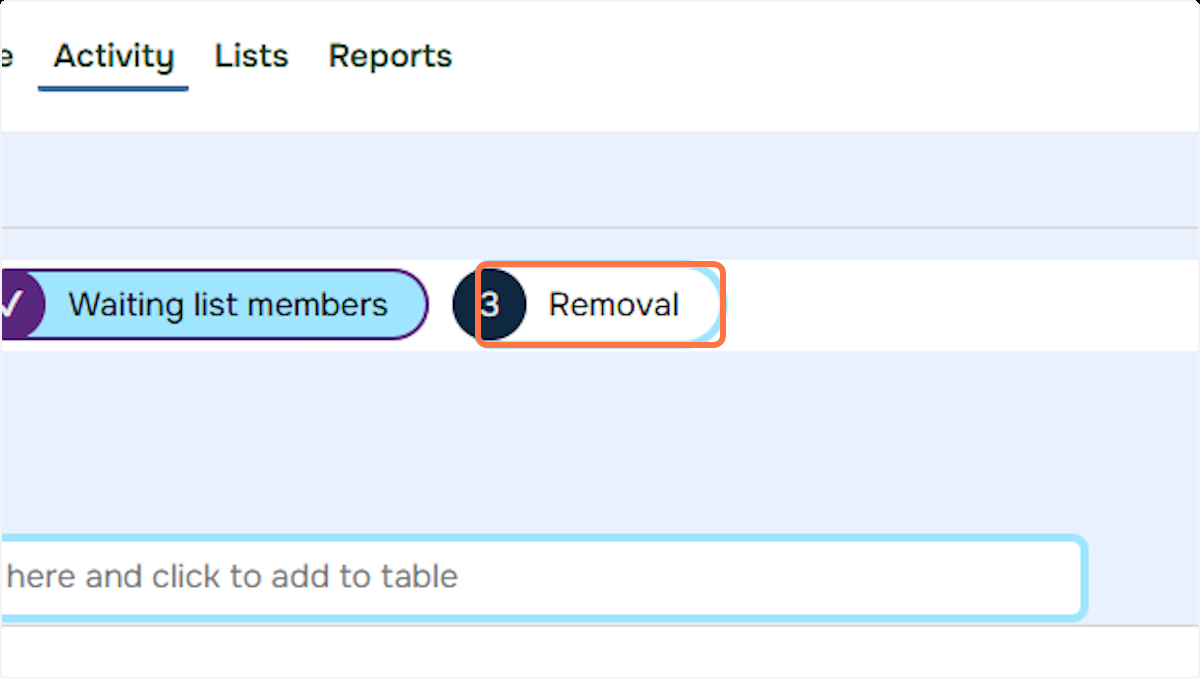 e Activity Lists Reports
✓ Waiting list members 3 Removal
here and click to add to table